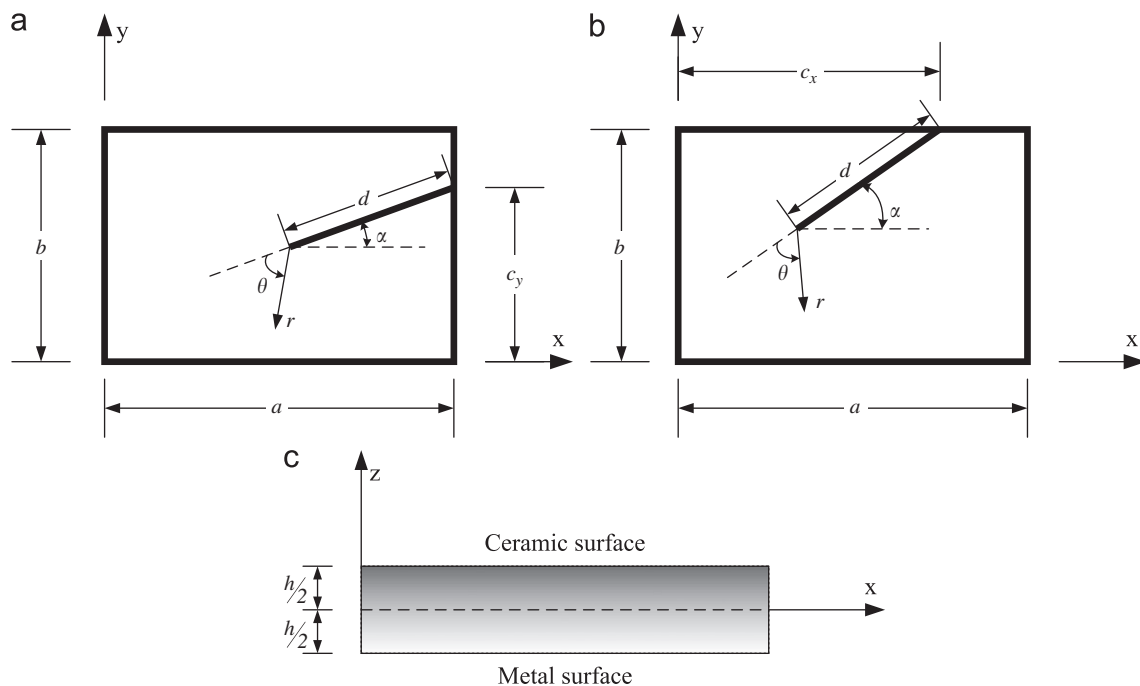 a
y
b
d
α
θ
r
c_y
x
a
b
y
c_x
b
d
α
θ
r
x
a
c
z
Ceramic surface
h/2
x
h/2
Metal surface